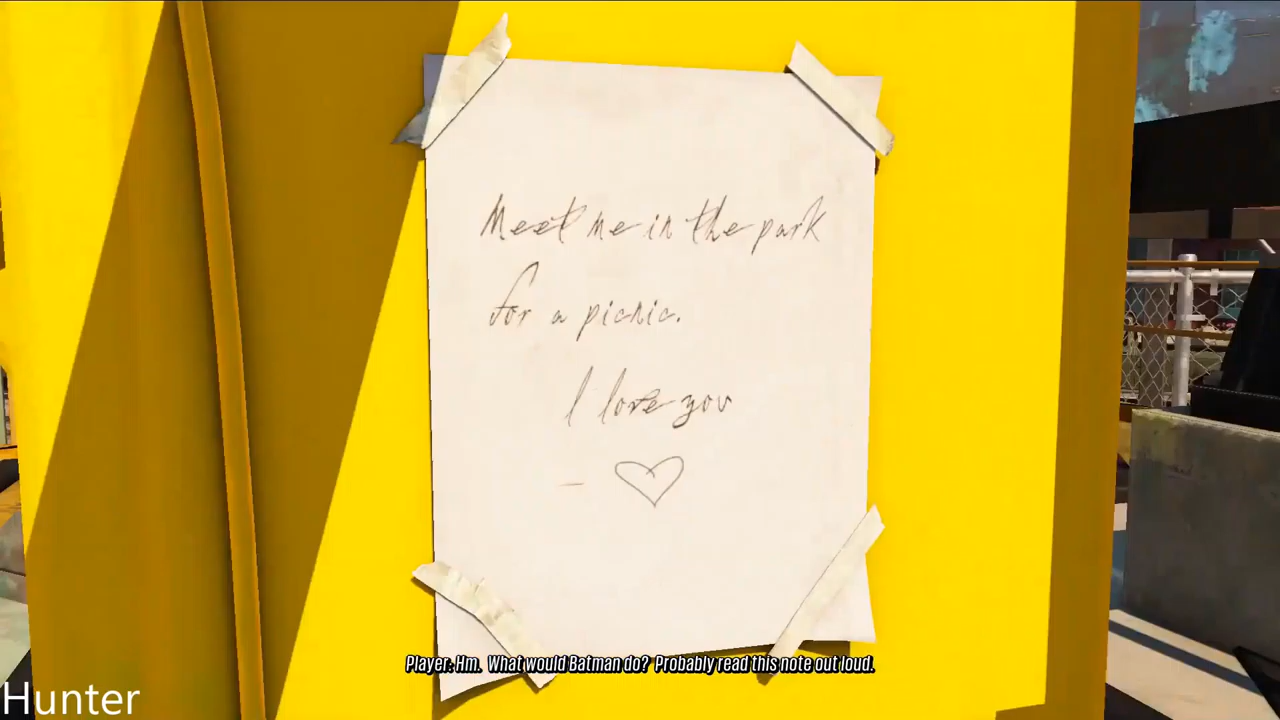 Meet me in the park
for a picnic.
I love you
– ♡
Player: Hm. What would Batman do? Probably read this note out loud.
Hunter